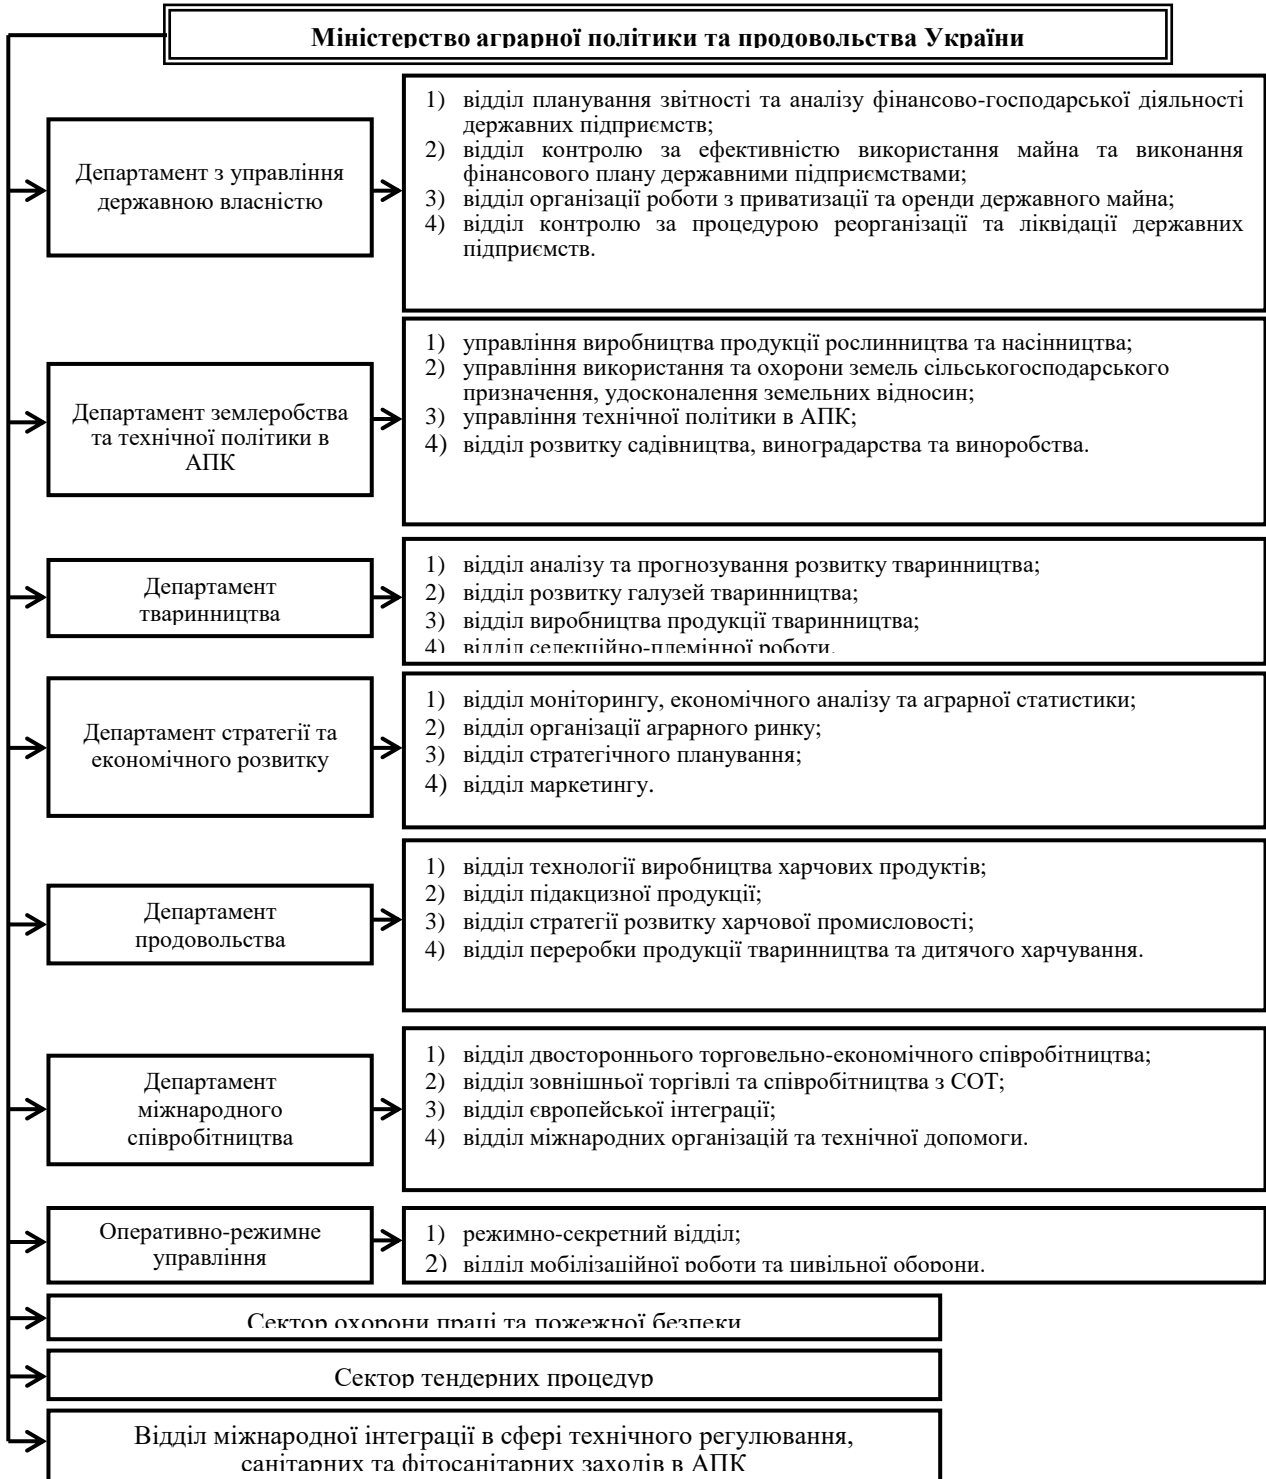 Міністерство аграрної політики та продовольства України
Департамент з управління
державною власністю
1) відділ планування звітності та аналізу фінансово-господарської діяльності
державних підприємств;
2) відділ контролю за ефективністю використання майна та виконання
фінансового плану державними підприємствами;
3) відділ організації роботи з приватизації та оренди державного майна;
4) відділ контролю за процедурою реорганізації та ліквідації державних
підприємств.
Департамент землеробства
та технічної політики в
АПК
1) управління виробництва продукції рослинництва та насінництва;
2) управління використання та охорони земель сільськогосподарського
призначення, удосконалення земельних відносин;
3) управління технічної політики в АПК;
4) відділ розвитку садівництва, виноградарства та виноробства.
Департамент
тваринництва
1) відділ аналізу та прогнозування розвитку тваринництва;
2) відділ розвитку галузей тваринництва;
3) відділ виробництва продукції тваринництва;
4) відділ селекційно-племінної роботи.
Департамент стратегії та
економічного розвитку
1) відділ моніторингу, економічного аналізу та аграрної статистики;
2) відділ організації аграрного ринку;
3) відділ стратегічного планування;
4) відділ маркетингу.
Департамент
продовольства
1) відділ технології виробництва харчових продуктів;
2) відділ підакцизної продукції;
3) відділ стратегії розвитку харчової промисловості;
4) відділ переробки продукції тваринництва та дитячого харчування.
Департамент
міжнародного
співробітництва
1) відділ двостороннього торговельно-економічного співробітництва;
2) відділ зовнішньої торгівлі та співробітництва з СОТ;
3) відділ європейської інтеграції;
4) відділ міжнародних організацій та технічної допомоги.
Оперативно-режимне
управління
1) режимно-секретний відділ;
2) відділ мобілізаційної роботи та цивільної оборони.
Сектор охорони праці та пожежної безпеки
Сектор тендерних процедур
Відділ міжнародної інтеграції в сфері технічного регулювання,
санітарних та фітосанітарних заходів в АПК